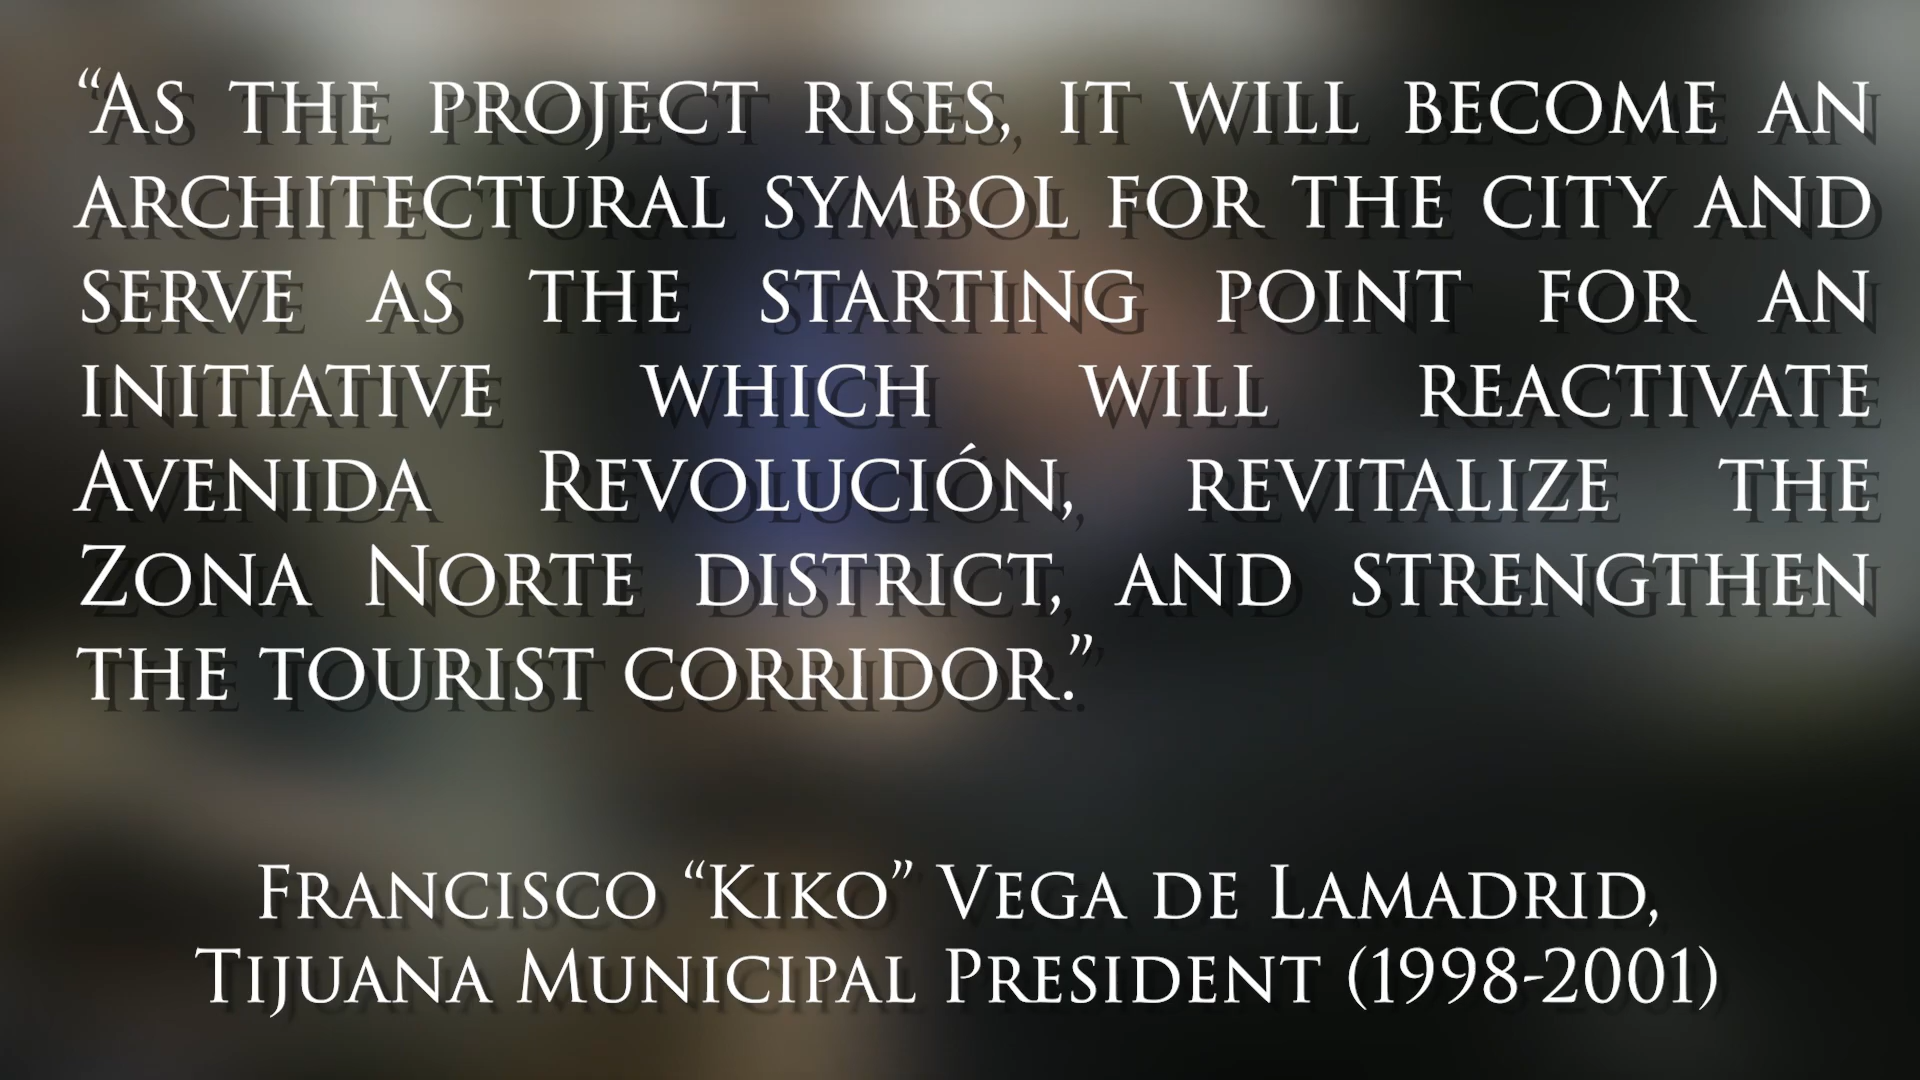 “As the project rises, it will become an
architectural symbol for the city and
serve as the starting point for an
initiative which will reactivate
Avenida Revolución, revitalize the
Zona Norte district, and strengthen
the tourist corridor.”
Francisco “Kiko” Vega de Lamadrid,
Tijuana Municipal President (1998-2001)